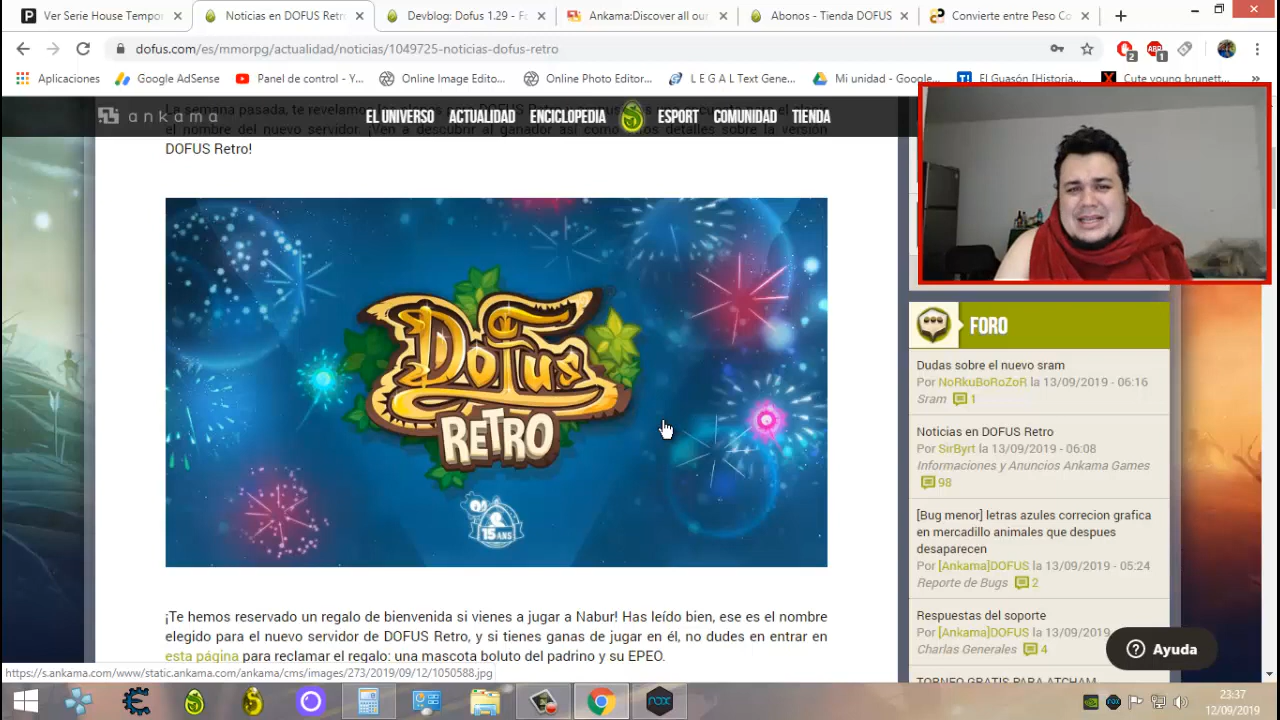 Ver Serie House Tempor
Noticias en DOFUS Retr
Devblog: Dofus 1.29 - Fo
Ankama:Discover all our
Abonos - Tienda DOFUS
Convierte entre Peso Co
dofus.com/es/mmorpg/actualidad/noticias/1049725-noticias-dofus-retro
2
ABP
1
Aplicaciones
Google AdSense
Panel de control - Y...
Online Image Edito...
Online Photo Editor...
L E G A L Text Gene...
Mi unidad - Google...
El Guasón [Historia...
Cute young brunett...
»
ankama
EL UNIVERSO
ACTUALIDAD
ENCICLOPEDIA
ESPORT
COMUNIDAD
TIENDA
DOFUS Retro!
DOFUS
RETRO
15 ANS
¡Te hemos reservado un regalo de bienvenida si vienes a jugar a Nabur! Has leído bien, ese es el nombre
elegido para el nuevo servidor de DOFUS Retro, y si tienes ganas de jugar en él, no dudes en entrar en
esta página para reclamar el regalo: una mascota boluto del padrino y su EPEO.
FORO
Dudas sobre el nuevo sram
Por NoRkuBoRoZoR la 13/09/2019 - 06:16
Sram 1
Noticias en DOFUS Retro
Por SirByrt la 13/09/2019 - 06:08
Informaciones y Anuncios Ankama Games
98
[Bug menor] letras azules correcion grafica
en mercadillo animales que despues
desaparecen
Por [Ankama]DOFUS la 13/09/2019 - 05:24
Reporte de Bugs 2
Respuestas del soporte
Por [Ankama]DOFUS la 13/09/2019
Charlas Generales 4
TORNEO GRATIS PARA ATCHAM
Ayuda
https://s.ankama.com/www/static.ankama.com/ankama/cms/images/273/2019/09/12/1050588.jpg
nox
23:37
12/09/2019